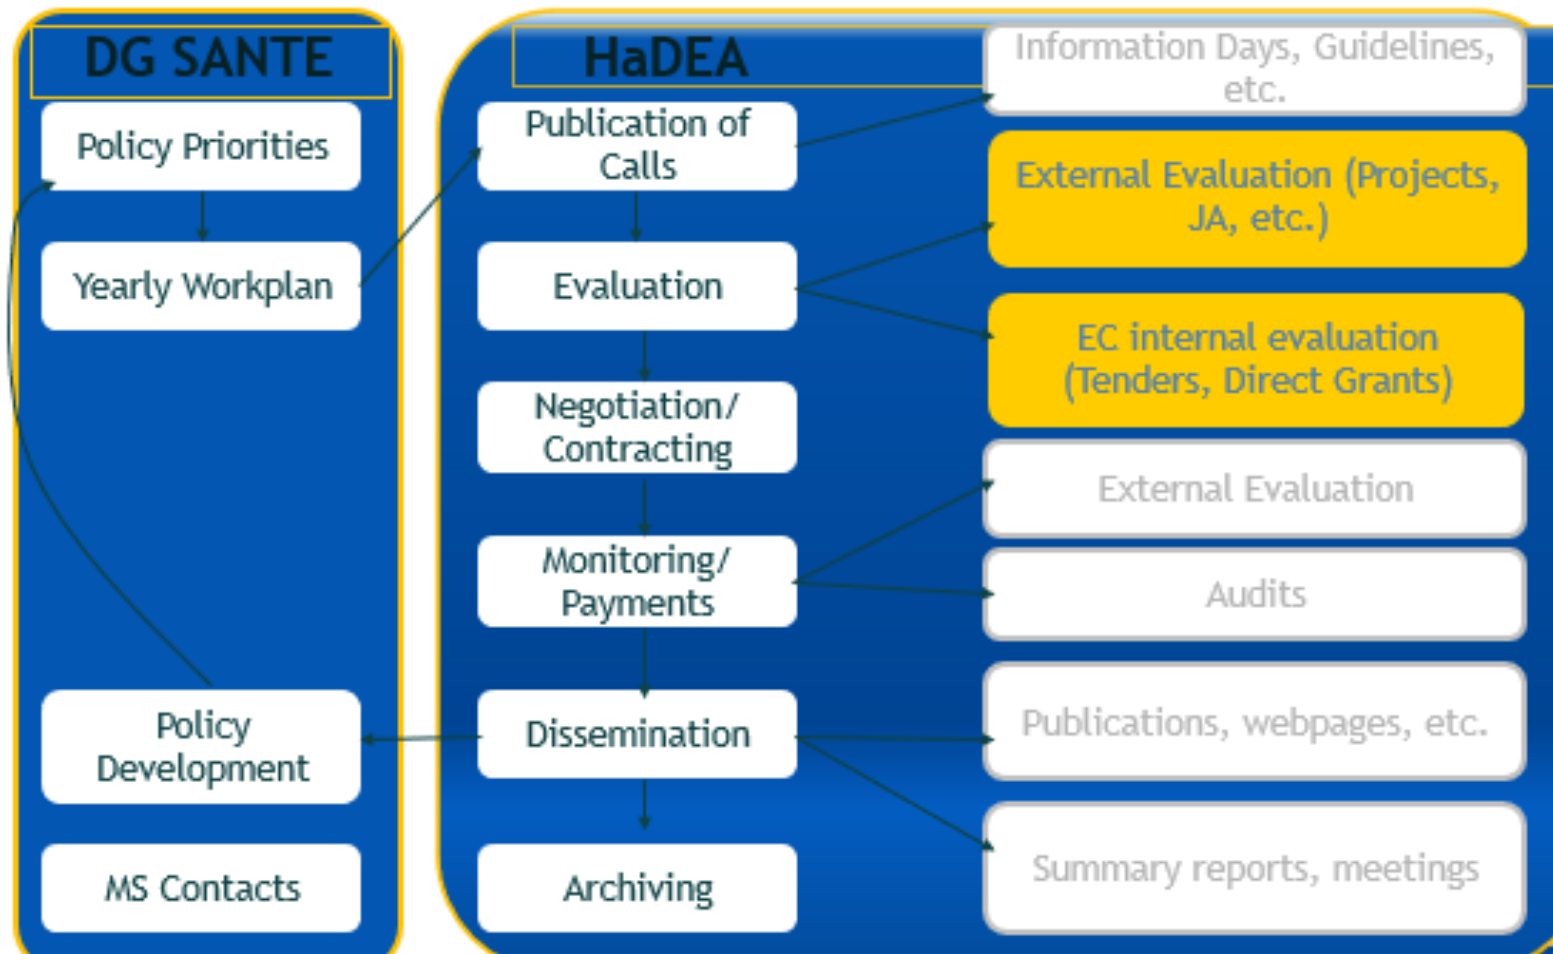 DG SANTE
Policy Priorities
Yearly Workplan
Policy
Development
MS Contacts
HaDEA
Publication of
Calls
Evaluation
Negotiation/
Contracting
Monitoring/
Payments
Dissemination
Archiving
Information Days, Guidelines,
etc.
External Evaluation (Projects,
JA, etc.)
EC internal evaluation
(Tenders, Direct Grants)
External Evaluation
Audits
Publications, webpages, etc.
Summary reports, meetings